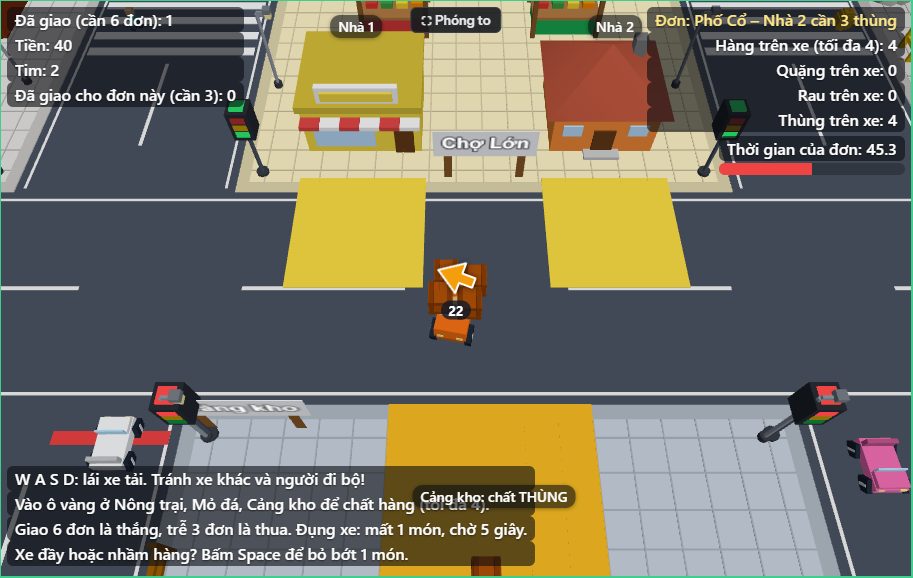 Đã giao (cần 6 đơn): 1
Tiền: 40
Tim: 2
Đã giao cho đơn này (cần 3): 0
Nhà 1
Phóng to
Nhà 2
Đơn: Phố Cổ – Nhà 2 cần 3 thùng
Hàng trên xe (tối đa 4): 4
Quặng trên xe: 0
Rau trên xe: 0
Thùng trên xe: 4
Thời gian của đơn: 45.3
Chợ Lớn
22
ảng kho
Cảng kho: chất THÙNG
W A S D: lái xe tải. Tránh xe khác và người đi bộ!
Vào ô vàng ở Nông trại, Mỏ đá, Cảng kho để chất hàng (tối đa 4).
Giao 6 đơn là thắng, trễ 3 đơn là thua. Đụng xe: mất 1 món, chờ 5 giây.
Xe đầy hoặc nhầm hàng? Bấm Space để bỏ bớt 1 món.